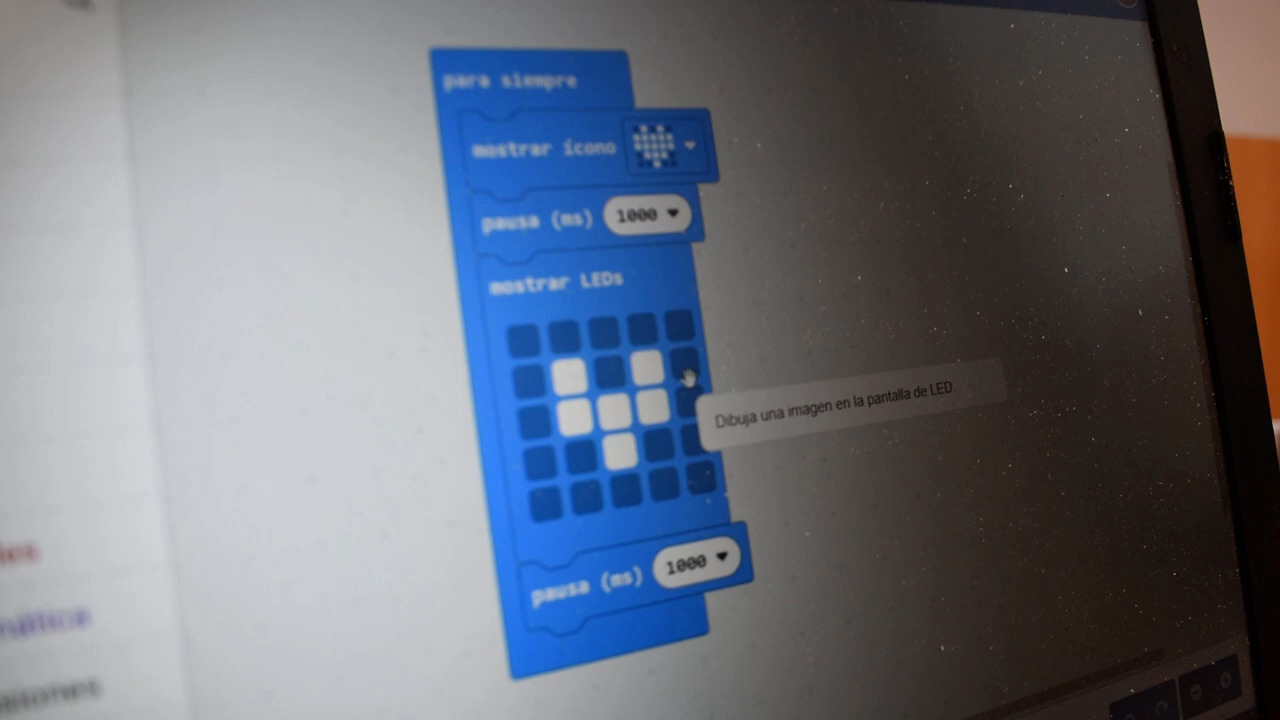 para siempre
mostrar ícono
pausa (ms) 1000
mostrar LEDs
Dibuja una imagen en la pantalla de LED
pausa (ms) 1000